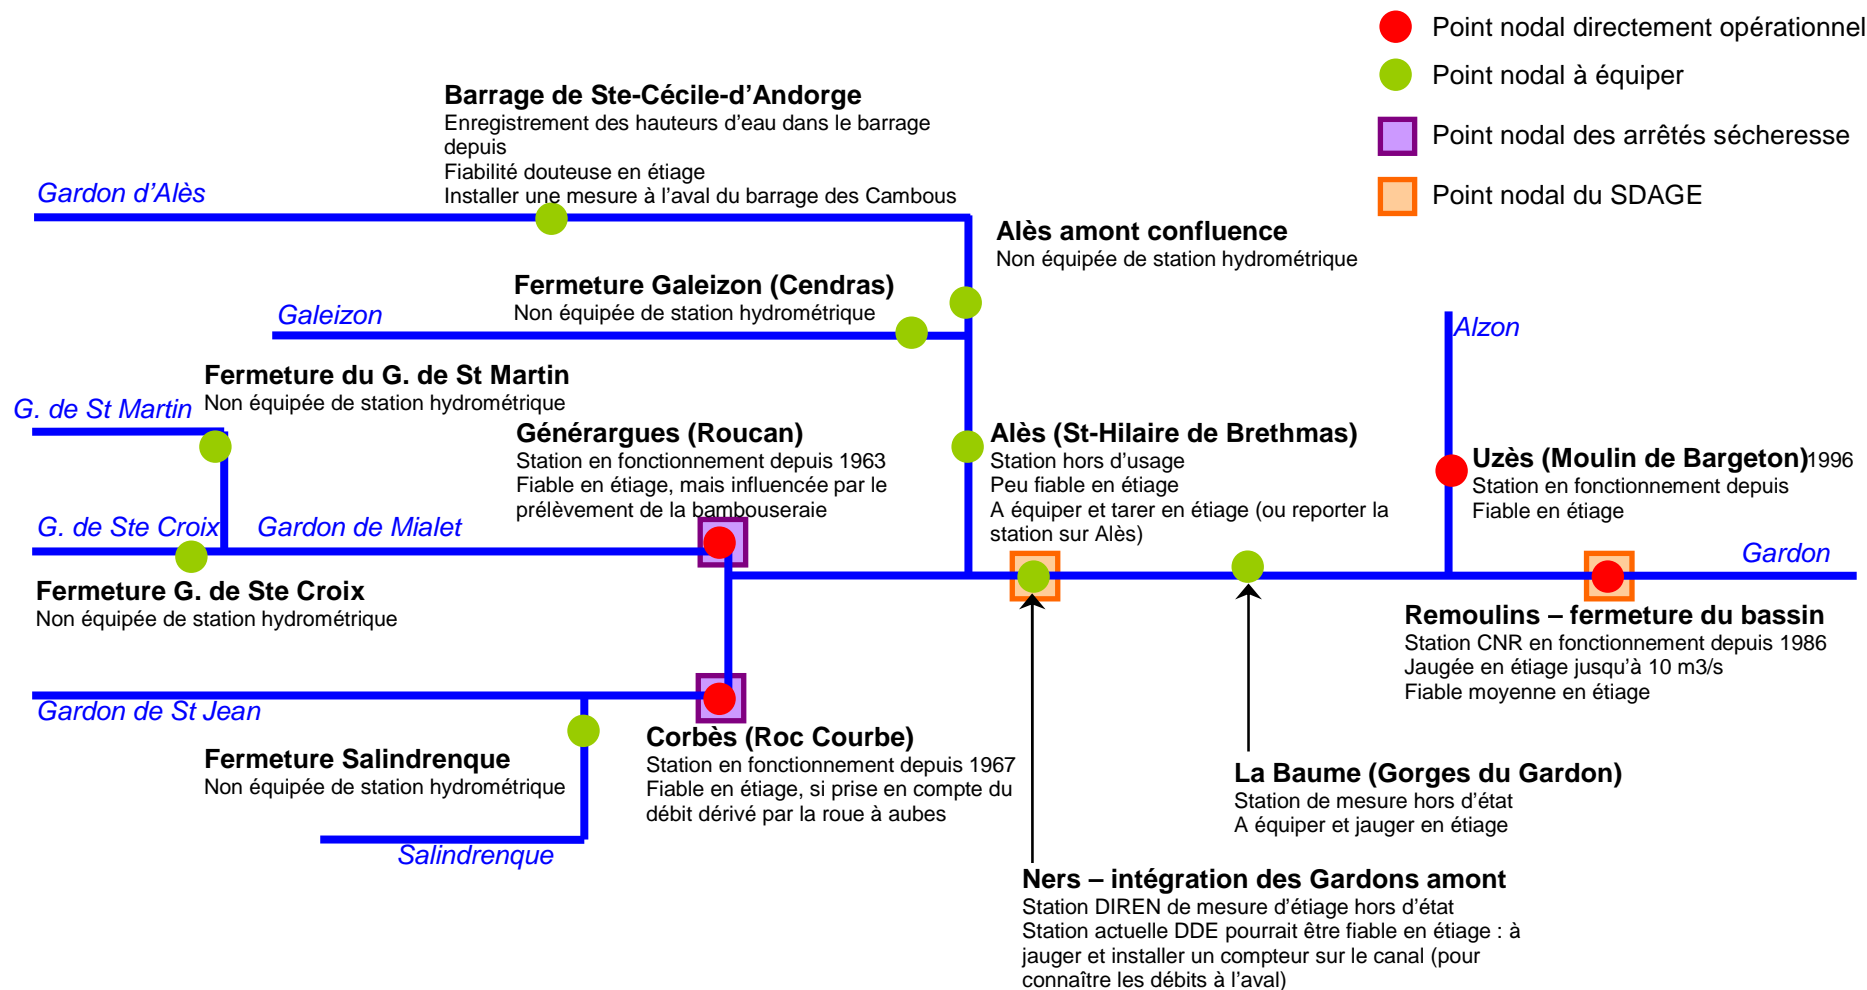 Point nodal directement opérationnel
Point nodal à équiper
Point nodal des arrêtés sécheresse
Point nodal du SDAGE
Barrage de Ste-Cécile-d'Andorge
Enregistrement des hauteurs d'eau dans le barrage
depuis
Fiabilité douteuse en étiage
Installer une mesure à l'aval du barrage des Cambous
Gardon d'Alès
Alès amont confluence
Non équipée de station hydrométrique
Fermeture Galeizon (Cendras)
Non équipée de station hydrométrique
Galeizon
Alzon
Fermeture du G. de St Martin
Non équipée de station hydrométrique
G. de St Martin
Générargues (Roucan)
Station en fonctionnement depuis 1963
Fiable en étiage, mais influencée par le
prélèvement de la bambouseraie
Alès (St-Hilaire de Brethmas)
Station hors d'usage
Peu fiable en étiage
A équiper et tarer en étiage (ou reporter la
station sur Alès)
Uzès (Moulin de Bargeton) 1996
Station en fonctionnement depuis
Fiable en étiage
G. de Ste Croix
Gardon de Mialet
Gardon
Fermeture G. de Ste Croix
Non équipée de station hydrométrique
Remoulins – fermeture du bassin
Station CNR en fonctionnement depuis 1986
Jaugée en étiage jusqu'à 10 m3/s
Fiable moyenne en étiage
Gardon de St Jean
Fermeture Salindrenque
Non équipée de station hydrométrique
Corbès (Roc Courbe)
Station en fonctionnement depuis 1967
Fiable en étiage, si prise en compte du
débit dérivé par la roue à aubes
La Baume (Gorges du Gardon)
Station de mesure hors d'état
A équiper et jauger en étiage
Salindrenque
Ners – intégration des Gardons amont
Station DIREN de mesure d'étiage hors d'état
Station actuelle DDE pourrait être fiable en étiage : à
jauger et installer un compteur sur le canal (pour
connaître les débits à l'aval)